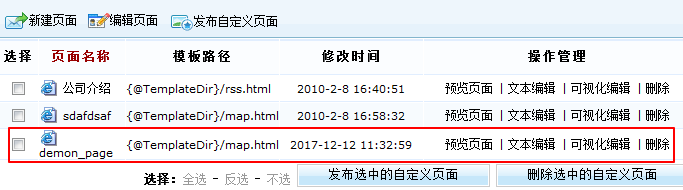 新建页面 编辑页面 发布自定义页面
选择 页面名称 模板路径 修改时间 操作管理
公司介绍 {@TemplateDir}/rss.html 2010-2-8 16:40:51 预览页面 | 文本编辑 | 可视化编辑 | 删除
sdafdsaf {@TemplateDir}/map.html 2010-2-8 16:58:32 预览页面 | 文本编辑 | 可视化编辑 | 删除
demon_page {@TemplateDir}/map.html 2017-12-12 11:32:59 预览页面 | 文本编辑 | 可视化编辑 | 删除
选择: 全选 - 反选 - 不选 发布选中的自定义页面 删除选中的自定义页面